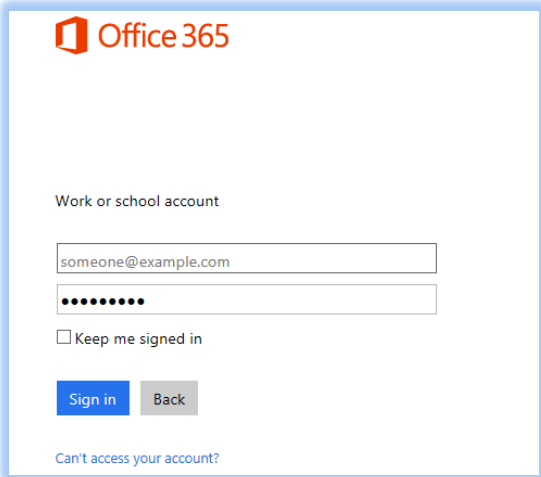 Office 365
Work or school account
someone@example.com
•••••••••
Keep me signed in
Sign in Back
Can't access your account?